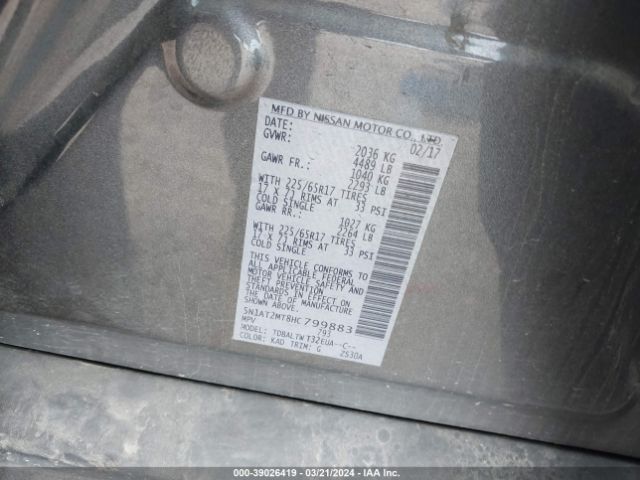 MFD BY NISSAN MOTOR CO., LTD.
DATE: 02/17
GVWR: 2036 KG
4489 LB
GAWR FR.: 1040 KG
2293 LB
WITH 225/65R17 TIRES
17 X 7J RIMS AT 33 PSI
COLD SINGLE
GAWR RR.: 1027 KG
2264 LB
WITH 225/65R17 TIRES
17 X 7J RIMS AT 33 PSI
COLD SINGLE
THIS VEHICLE CONFORMS TO
ALL APPLICABLE FEDERAL
MOTOR VEHICLE SAFETY AND
THEFT PREVENTION
STANDARDS IN EFFECT ON
THE DATE OF MANUFACTURE
SHOWN ABOVE.
5N1AT2MT8HC799883
MPV 793
MODEL: TDBALTW T32EUA--C--
COLOR: KAD TRIM: G ZS30A
000-39026419 - 03/21/2024 - IAA Inc.